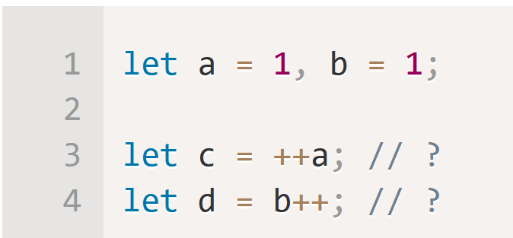 1 let a = 1, b = 1;
2
3 let c = ++a; // ?
4 let d = b++; // ?